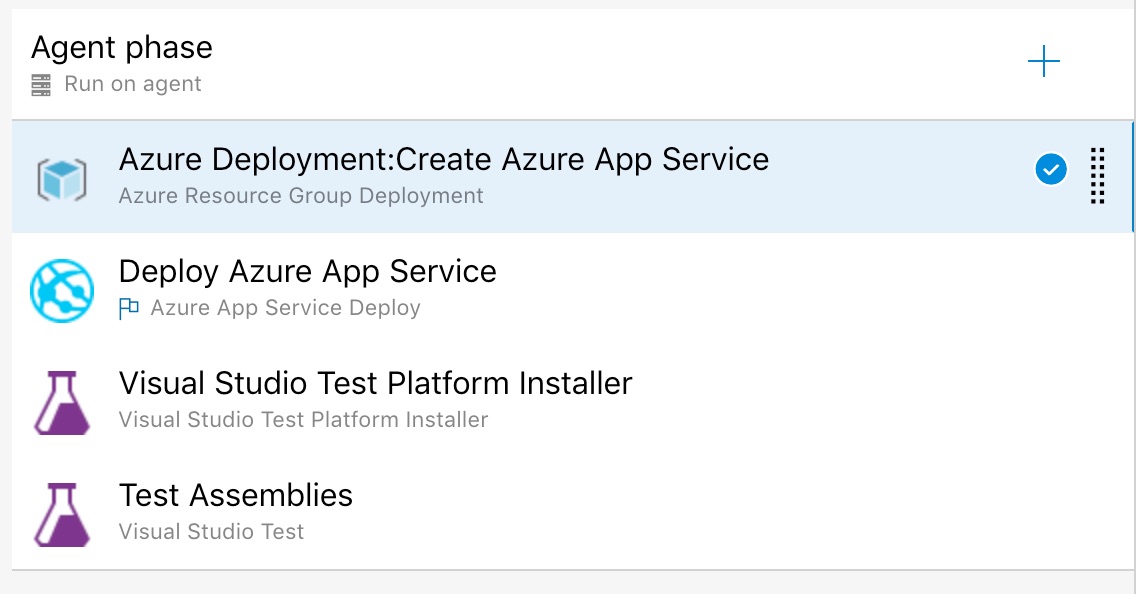 Agent phase
Run on agent
Azure Deployment:Create Azure App Service
Azure Resource Group Deployment
Deploy Azure App Service
Azure App Service Deploy
Visual Studio Test Platform Installer
Visual Studio Test Platform Installer
Test Assemblies
Visual Studio Test